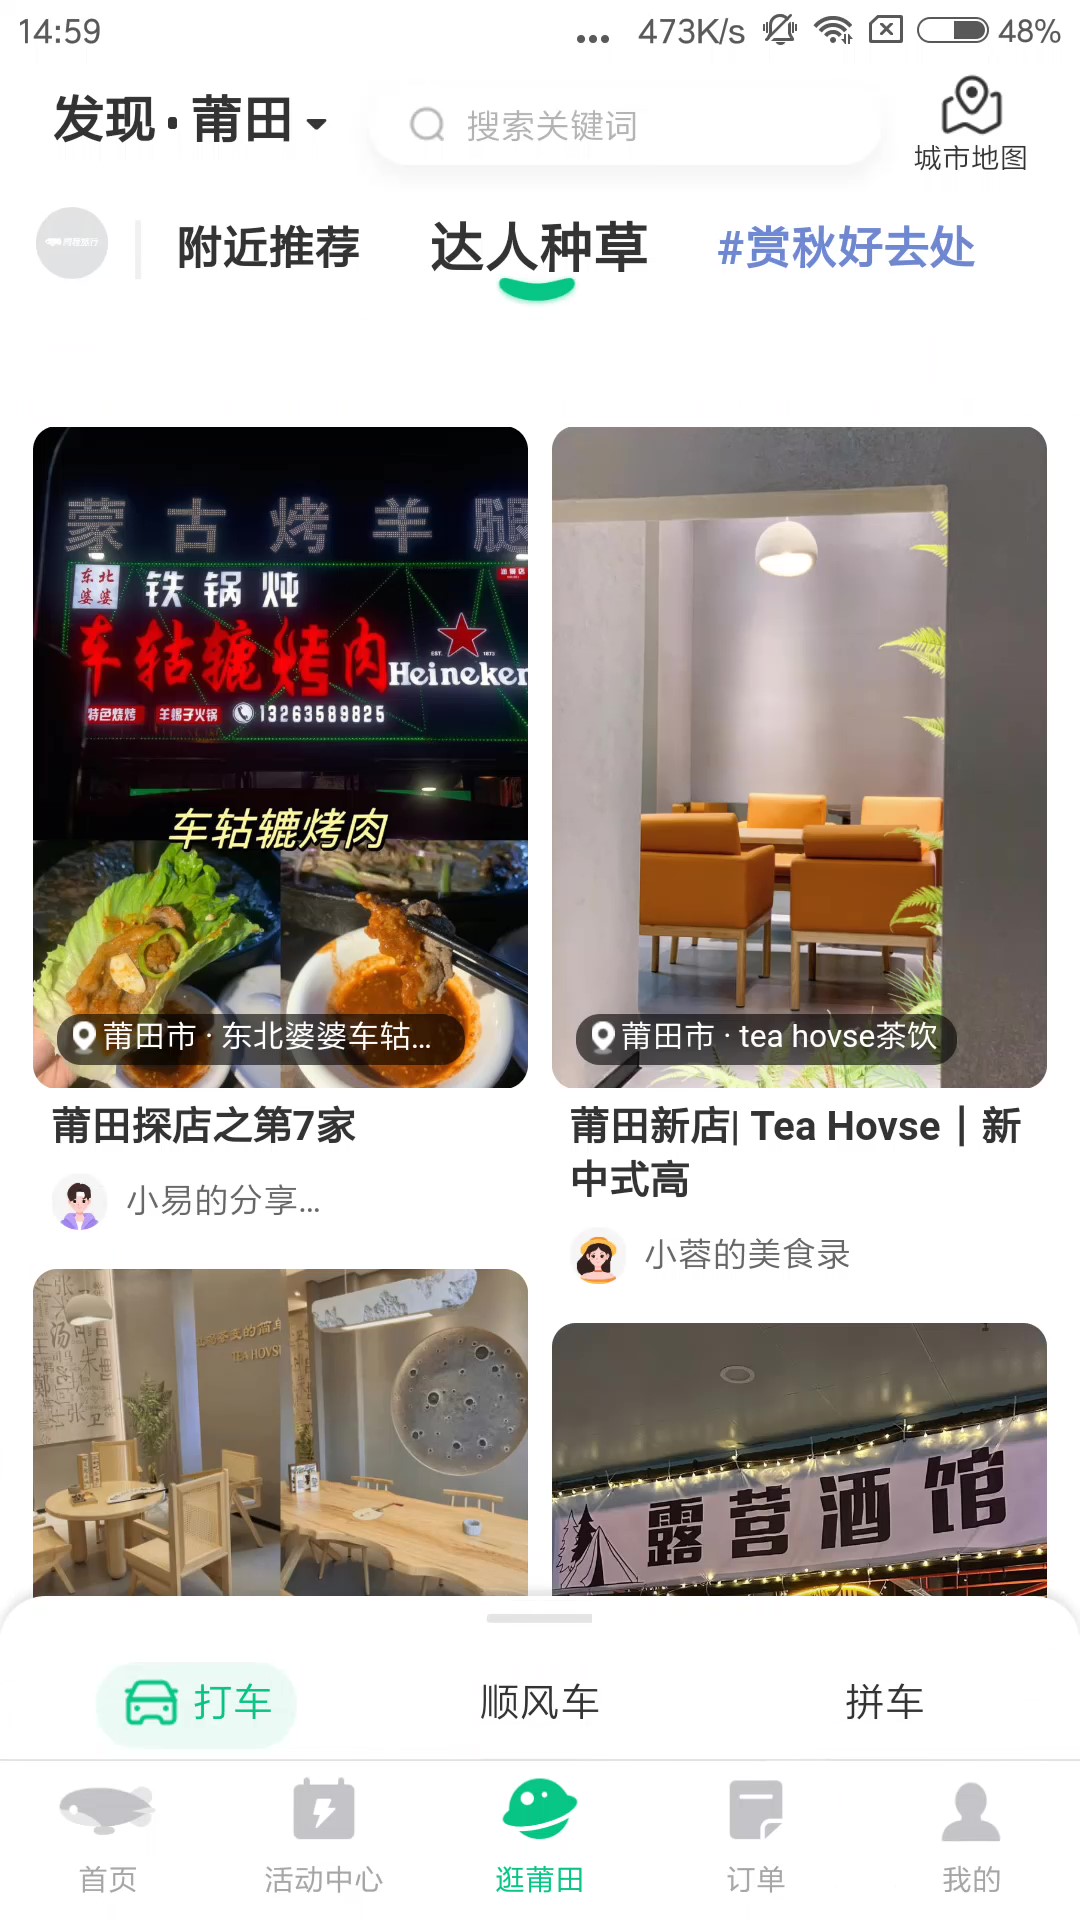 14:59
... 473K/s 48%
发现·莆田
搜索关键词
城市地图
附近推荐
达人种草
#赏秋好去处
蒙古烤羊腿
东北婆婆
铁锅炖
车轱辘烤肉
Heineken
特色烧烤
羊蝎子火锅
13263589825
车轱辘烤肉
莆田市·东北婆婆车轱...
莆田市·tea hovse茶饮
莆田探店之第7家
小易的分享...
莆田新店| Tea Hovse｜新
中式高
小蓉的美食录
TEA HOVSE
露营酒馆
打车
顺风车
拼车
首页
活动中心
逛莆田
订单
我的